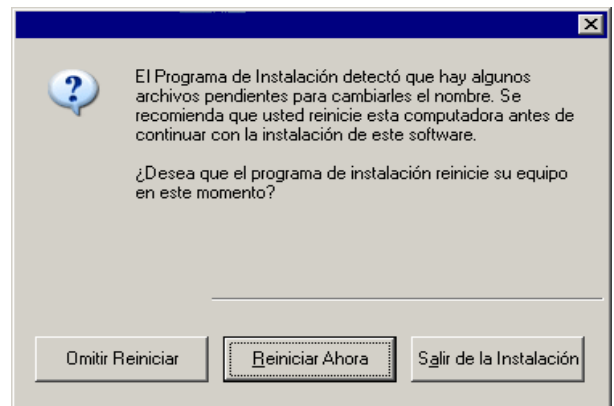 El Programa de Instalación detectó que hay algunos
archivos pendientes para cambiarles el nombre. Se
recomienda que usted reinicie esta computadora antes de
continuar con la instalación de este software.
¿Desea que el programa de instalación reinicie su equipo
en este momento?
Omitir Reiniciar
Reiniciar Ahora
Salir de la Instalación